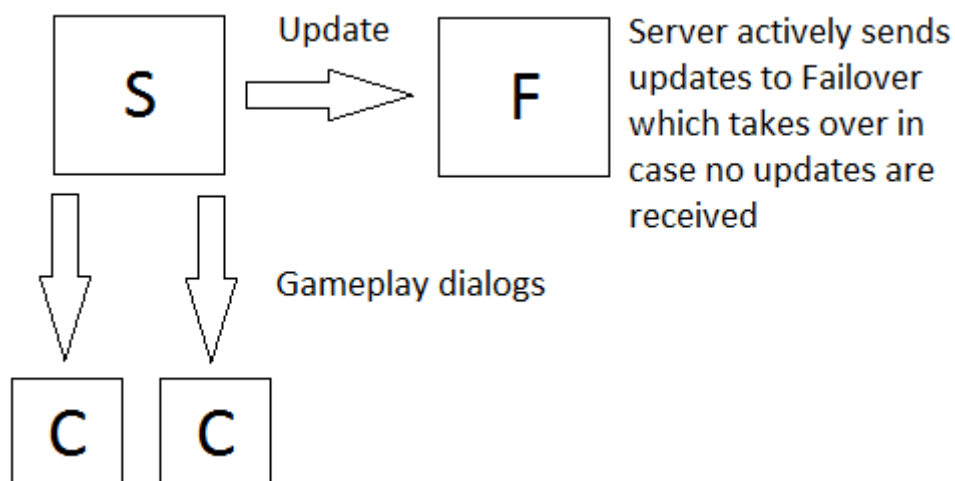 Update
S
F
Server actively sends
updates to Failover
which takes over in
case no updates are
received
Gameplay dialogs
C
C